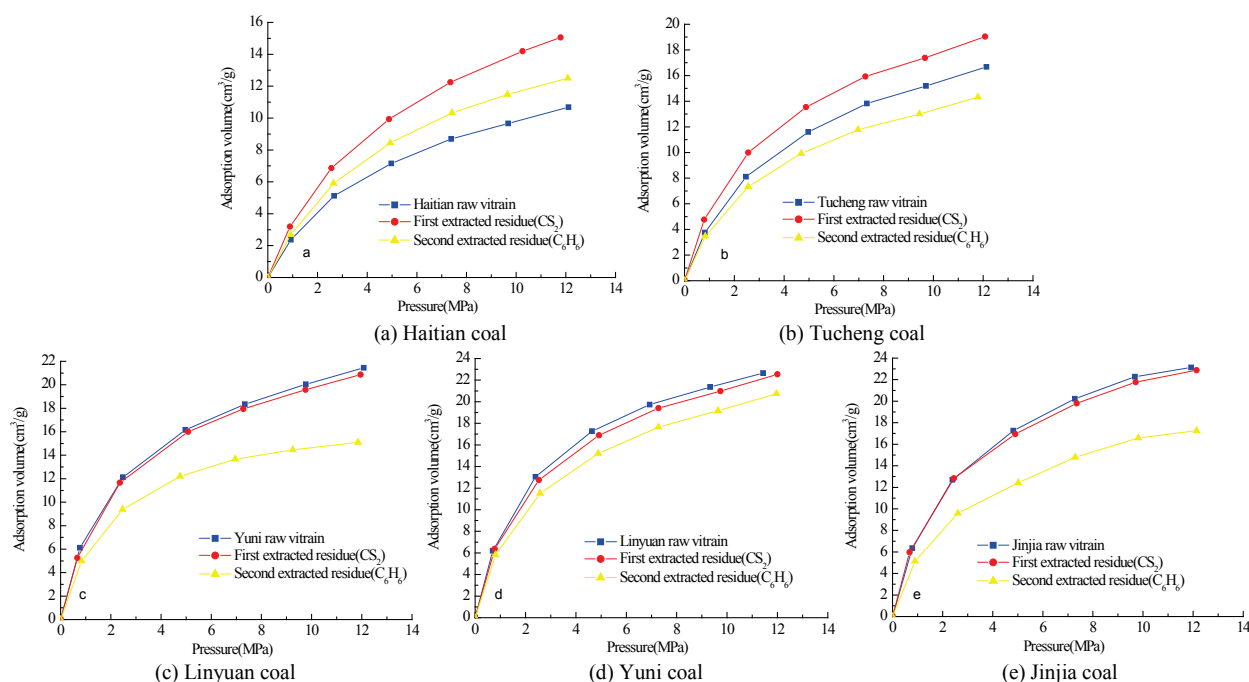 16
14
12
10
8
6
4
2
0
Adsorption volume(cm³/g)
Haitian raw vitrain
First extracted residue(CS₂)
Second extracted residue(C₆H₆)
a
0 2 4 6 8 10 12 14
Pressure(MPa)
(a) Haitian coal
20
18
16
14
12
10
8
6
4
2
0
Adsorption volume(cm³/g)
Tucheng raw vitrain
First extracted residue(CS₂)
Second extracted residue(C₆H₆)
b
0 2 4 6 8 10 12 14
Pressure(MPa)
(b) Tucheng coal
22
20
18
16
14
12
10
8
6
4
2
0
Adsorption volume(cm³/g)
Yuni raw vitrain
First extracted residue(CS₂)
Second extracted residue(C₆H₆)
c
0 2 4 6 8 10 12 14
Pressure(MPa)
(c) Linyuan coal
24
22
20
18
16
14
12
10
8
6
4
2
0
Adsorption volume(cm³/g)
Linyuan raw vitrain
First extracted residue(CS₂)
Second extracted residue(C₆H₆)
d
0 2 4 6 8 10 12 14
Pressure(MPa)
(d) Yuni coal
24
22
20
18
16
14
12
10
8
6
4
2
0
Adsorption volume(cm³/g)
Jinjia raw vitrain
First extracted residue(CS₂)
Second extracted residue(C₆H₆)
e
0 2 4 6 8 10 12 14
Pressure(MPa)
(e) Jinjia coal